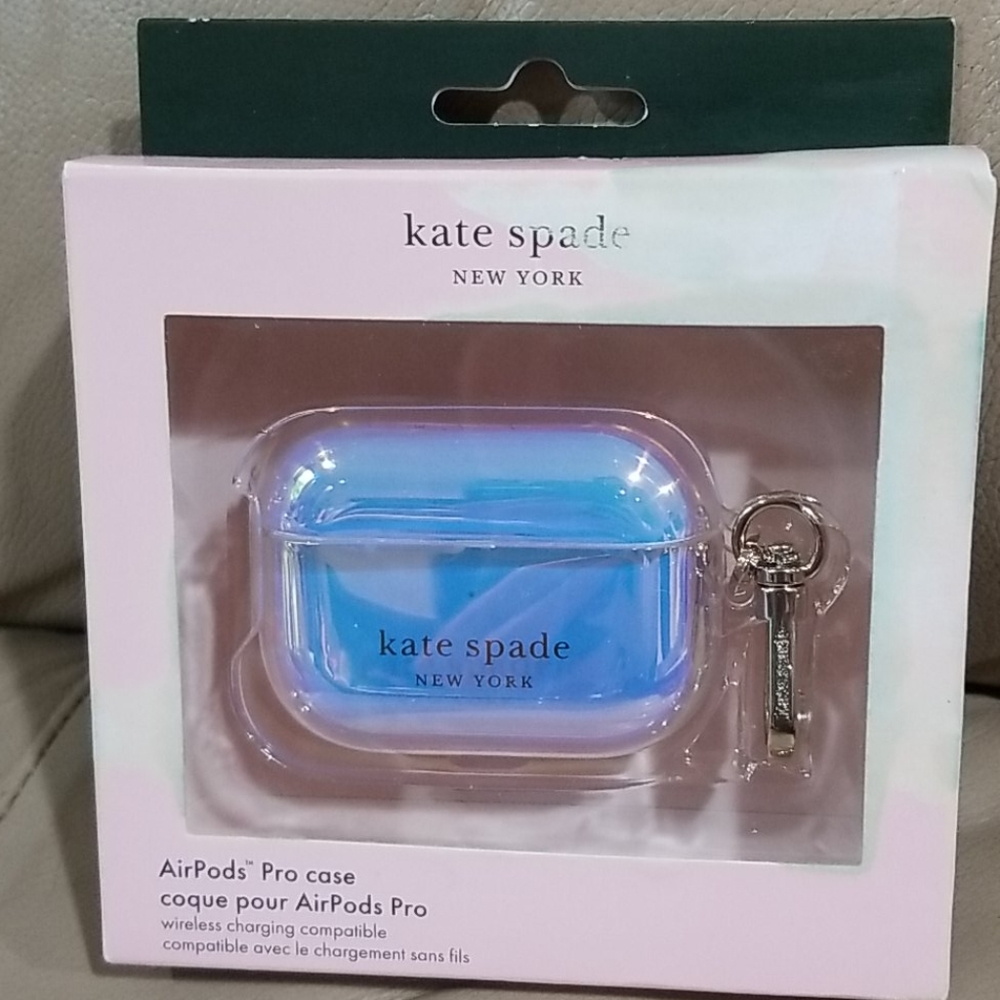 kate spade
NEW YORK
kate spade
NEW YORK
AirPods™ Pro case
coque pour AirPods Pro
wireless charging compatible
compatible avec le chargement sans fils